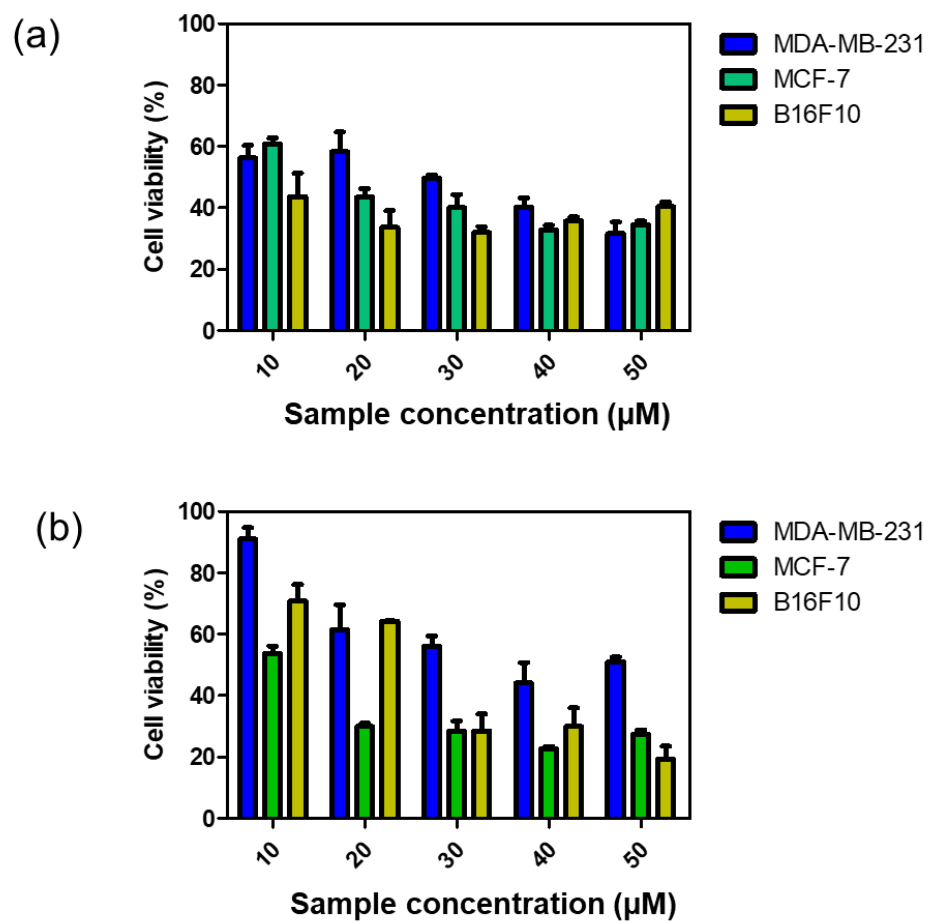 (a)
Cell viability (%)
100
80
60
40
20
0
10
20
30
40
50
Sample concentration (µM)
MDA-MB-231
MCF-7
B16F10
(b)
Cell viability (%)
100
80
60
40
20
0
10
20
30
40
50
Sample concentration (µM)
MDA-MB-231
MCF-7
B16F10